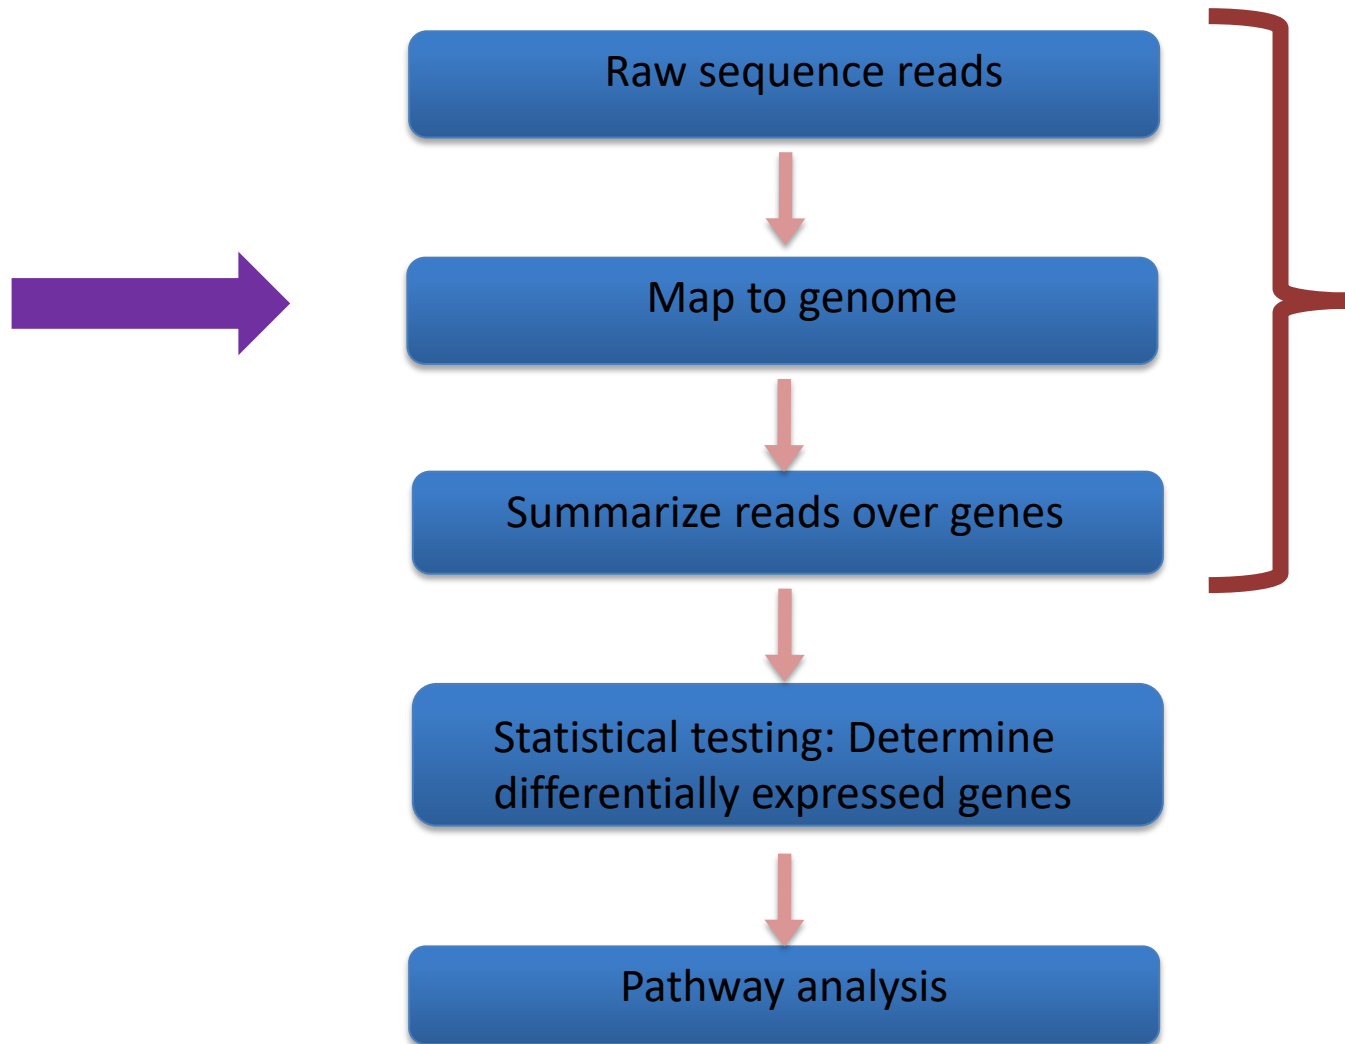 Raw sequence reads
Map to genome
Summarize reads over genes
Statistical testing: Determine
differentially expressed genes
Pathway analysis